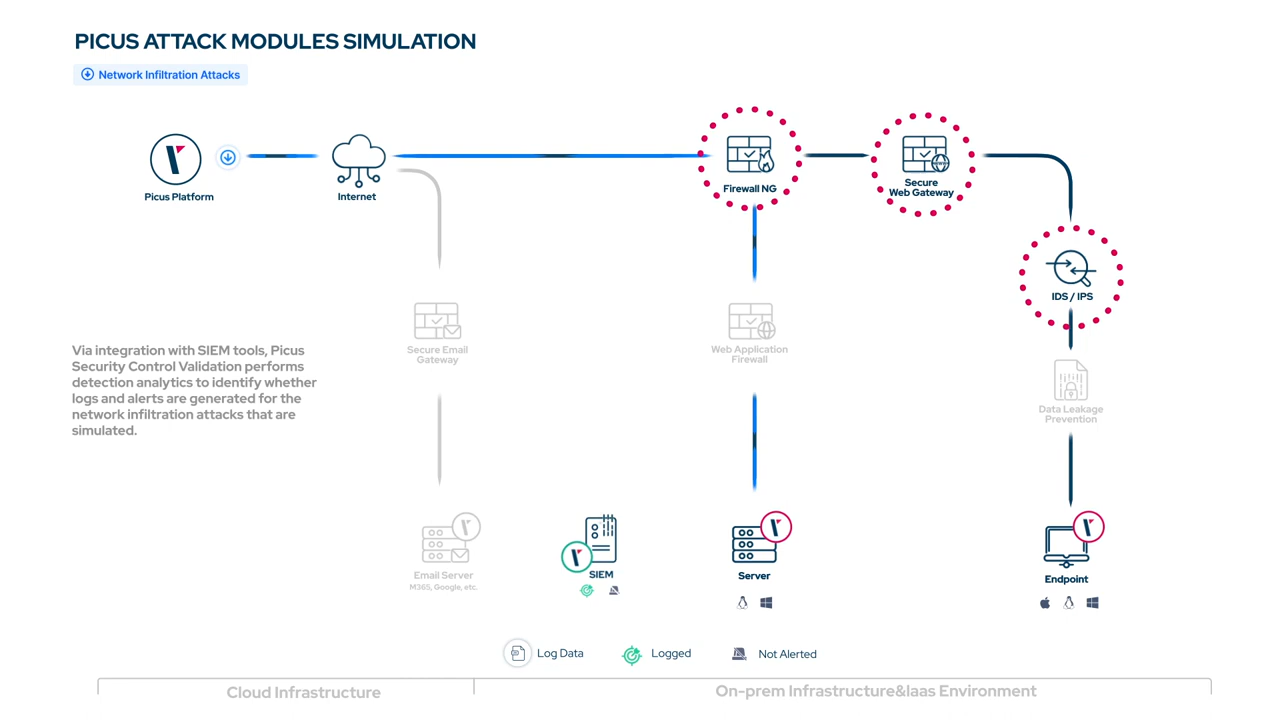 PICUS ATTACK MODULES SIMULATION
Network Infiltration Attacks
Picus Platform
Internet
Firewall NG
Secure
Web Gateway
IDS / IPS
Secure Email
Gateway
Web Application
Firewall
Via integration with SIEM tools, Picus
Security Control Validation performs
detection analytics to identify whether
logs and alerts are generated for the
network infiltration attacks that are
simulated.
Data Leakage
Prevention
Email Server
M365, Google, etc.
SIEM
Server
Endpoint
Log Data
Logged
Not Alerted
Cloud Infrastructure
On-prem Infrastructure&Iaas Environment